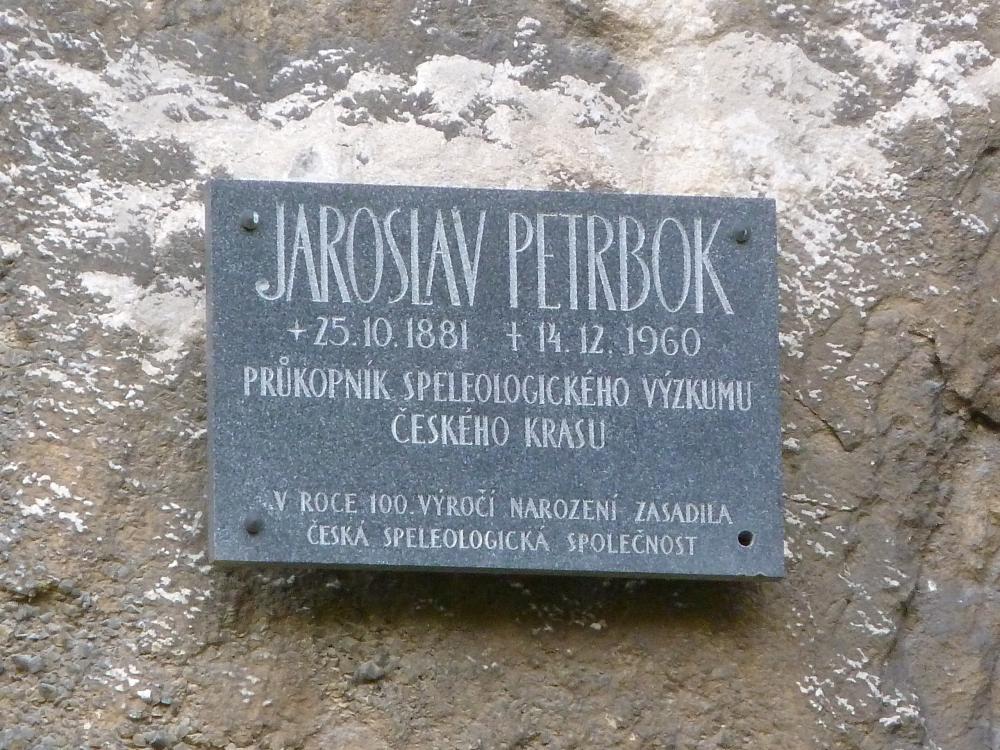 JAROSLAV PETRBOK
+25.10.1881 + 14.12.1960
PRŮKOPNÍK SPELEOLOGICKÉHO VÝZKUMU
ČESKÉHO KRASU
V ROCE 100.VÝROČÍ NAROZENÍ ZASADILA
ČESKÁ SPELEOLOGICKÁ SPOLEČNOST